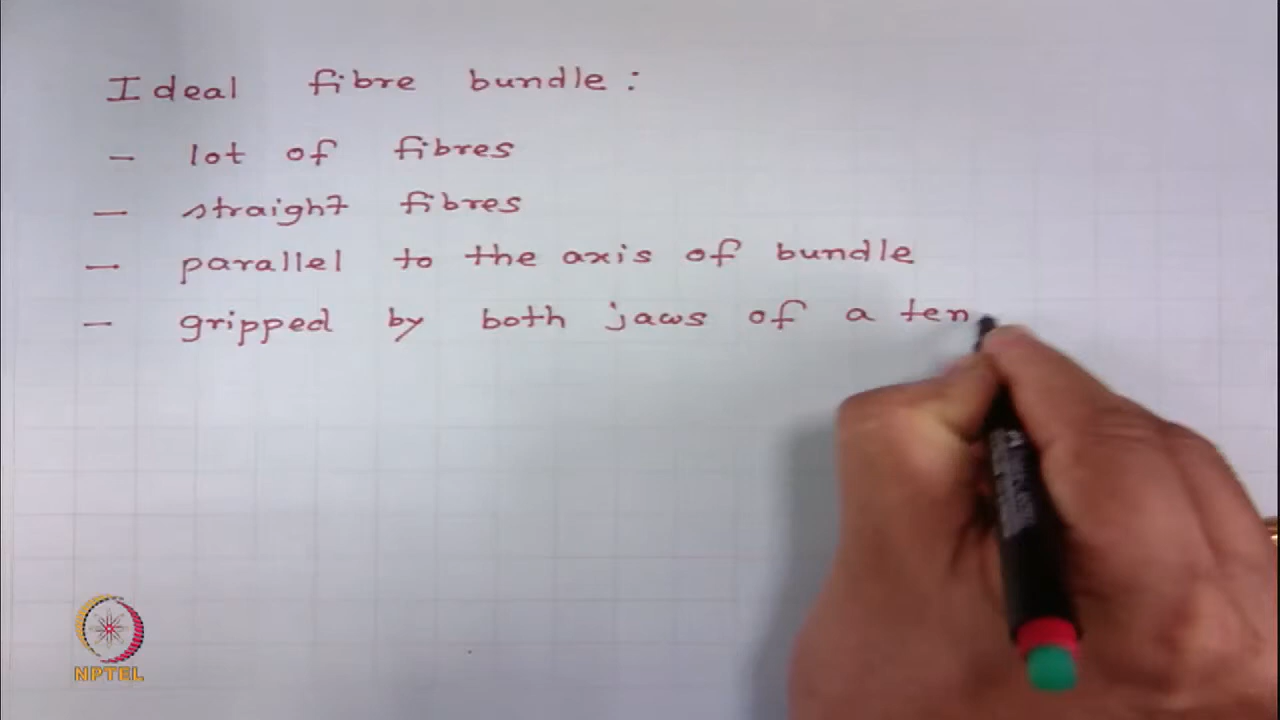 Ideal fibre bundle :
- lot of fibres
- straight fibres
- parallel to the axis of bundle
- gripped by both jaws of a ten
NPTEL